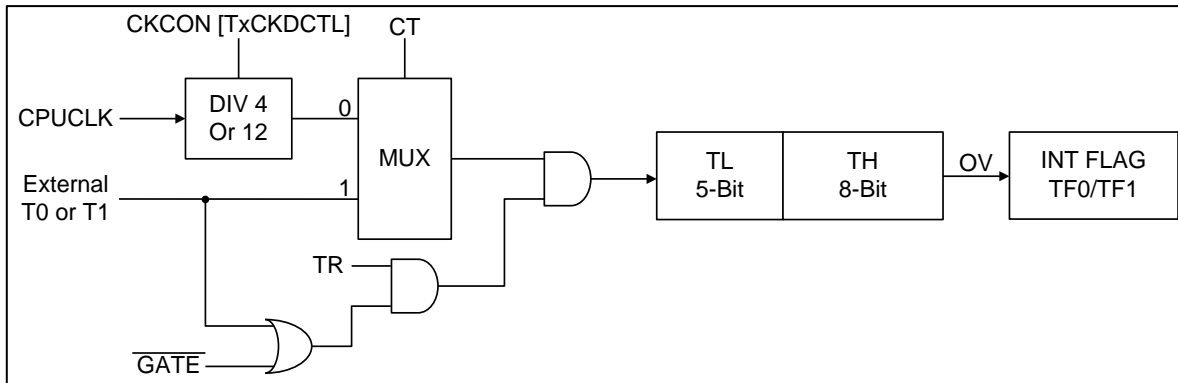 CKCON [TxCKDCTL]
CT
CPUCLK
DIV 4
Or 12
0
MUX
External
T0 or T1
1
TL
5-Bit
TH
8-Bit
OV
INT FLAG
TF0/TF1
TR
GATE